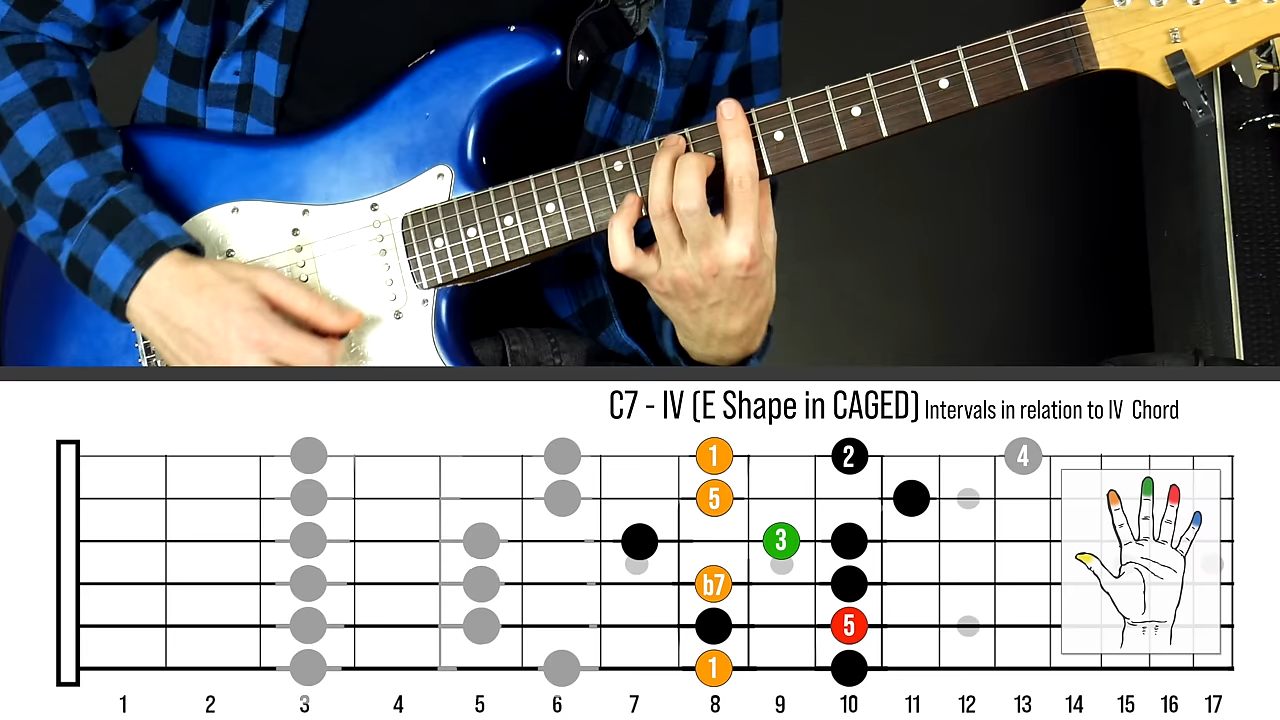 C7 - IV (E Shape in CAGED) Intervals in relation to IV Chord
1 2 4
5
3
b7
5
1
1 2 3 4 5 6 7 8 9 10 11 12 13 14 15 16 17